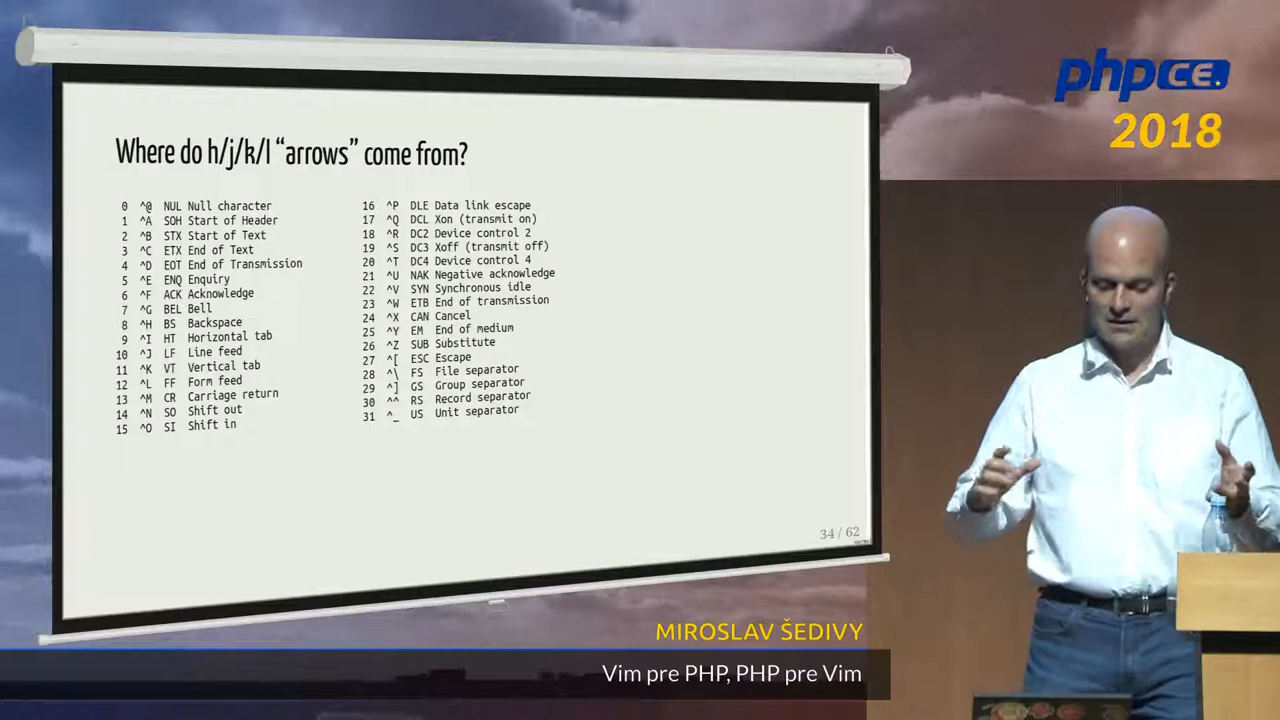 phpce.
2018
Where do h/j/k/l “arrows” come from?
0 ^@ NUL Null character
1 ^A SOH Start of Header
2 ^B STX Start of Text
3 ^C ETX End of Text
4 ^D EOT End of Transmission
5 ^E ENQ Enquiry
6 ^F ACK Acknowledge
7 ^G BEL Bell
8 ^H BS Backspace
9 ^I HT Horizontal tab
10 ^J LF Line feed
11 ^K VT Vertical tab
12 ^L FF Form feed
13 ^M CR Carriage return
14 ^N SO Shift out
15 ^O SI Shift in
16 ^P DLE Data link escape
17 ^Q DCL Xon (transmit on)
18 ^R DC2 Device control 2
19 ^S DC3 Xoff (transmit off)
20 ^T DC4 Device control 4
21 ^U NAK Negative acknowledge
22 ^V SYN Synchronous idle
23 ^W ETB End of transmission
24 ^X CAN Cancel
25 ^Y EM End of medium
26 ^Z SUB Substitute
27 ^[ ESC Escape
28 ^\ FS File separator
29 ^] GS Group separator
30 ^^ RS Record separator
31 ^_ US Unit separator
34 / 62
MIROSLAV ŠEDIVY
Vim pre PHP, PHP pre Vim